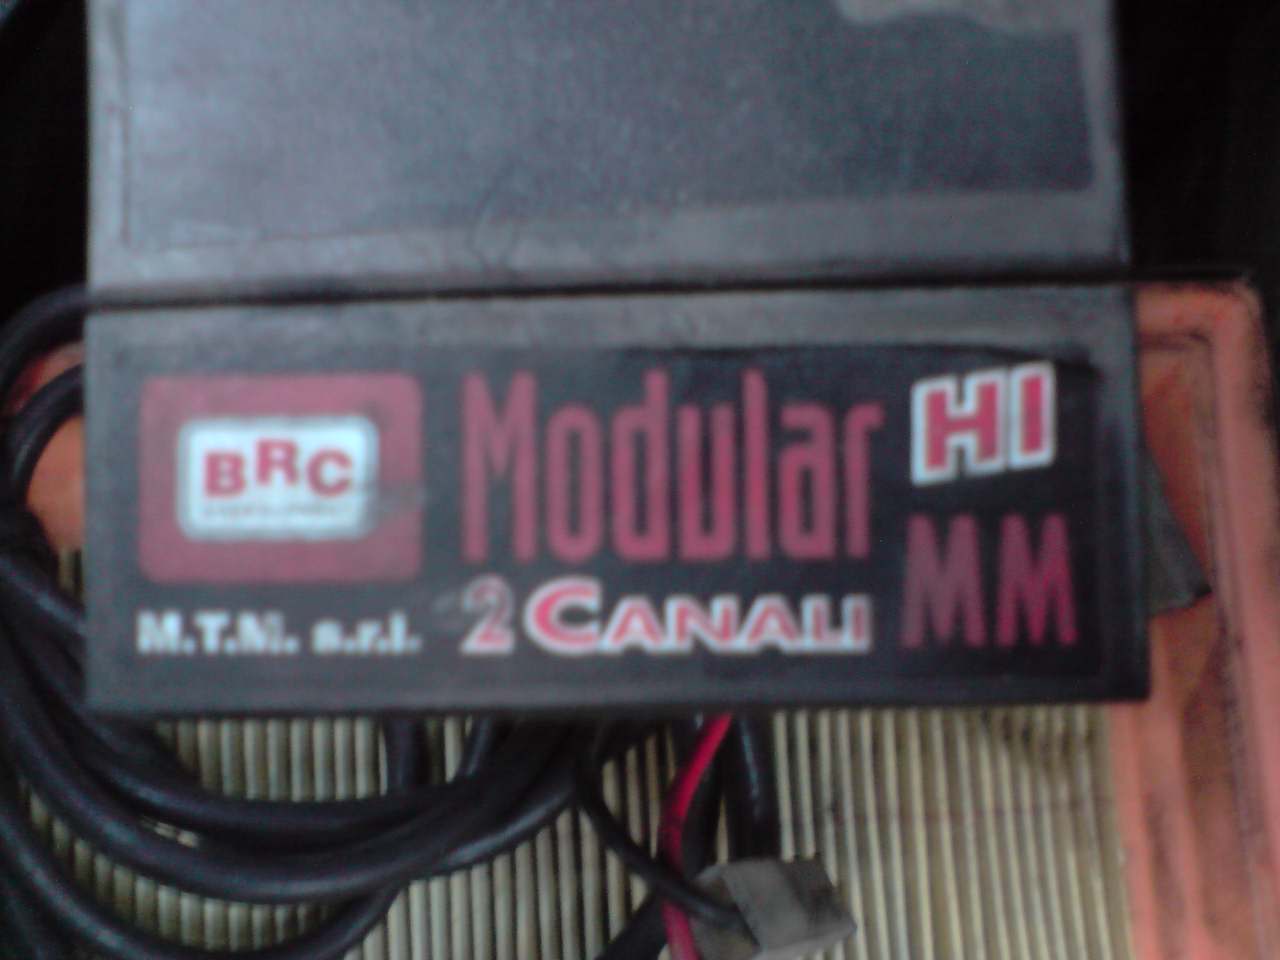 BRC
Modular HI
MM
M.T.M. s.r.l.
2 CANALI